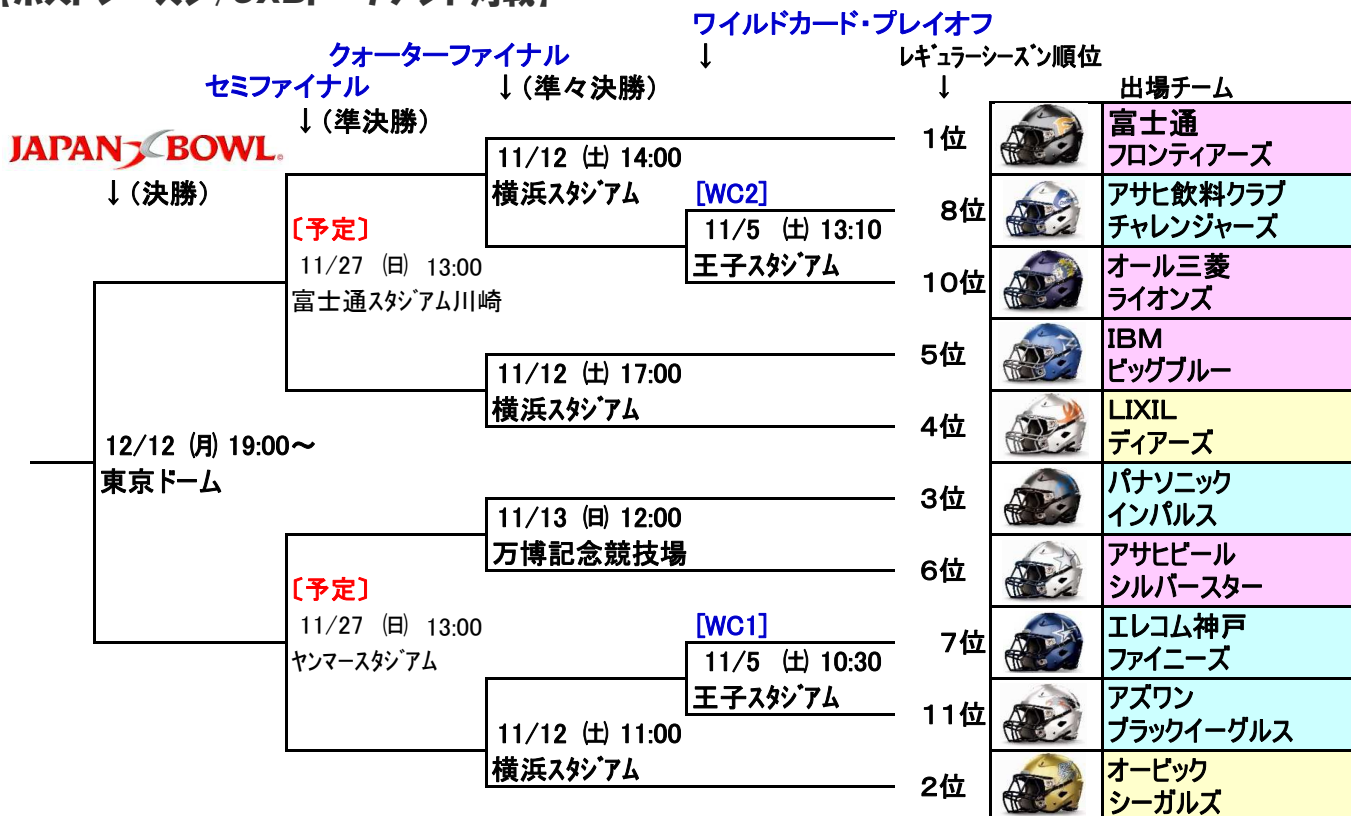 ワイルドカード・プレイオフ
クォーターファイナル
↓
レギュラーシーズン順位
セミファイナル
↓(準々決勝)
↓
出場チーム
↓(準決勝)
JAPAN X BOWL.
↓(決勝)
1位
富士通
フロンティアーズ
11/12 (土) 14:00
横浜スタジアム
[WC2]
8位
アサヒ飲料クラブ
チャレンジャーズ
〔予定〕
11/27 (日) 13:00
富士通スタジアム川崎
11/5 (土) 13:10
王子スタジアム
10位
オール三菱
ライオンズ
5位
IBM
ビッグブルー
11/12 (土) 17:00
横浜スタジアム
4位
LIXIL
ディアーズ
12/12 (月) 19:00～
東京ドーム
3位
パナソニック
インパルス
11/13 (日) 12:00
万博記念競技場
6位
アサヒビール
シルバースター
〔予定〕
11/27 (日) 13:00
ヤンマースタジアム
[WC1]
7位
エレコム神戸
ファイニーズ
11/5 (土) 10:30
王子スタジアム
11位
アズワン
ブラックイーグルス
11/12 (土) 11:00
横浜スタジアム
2位
オービック
シーガルズ